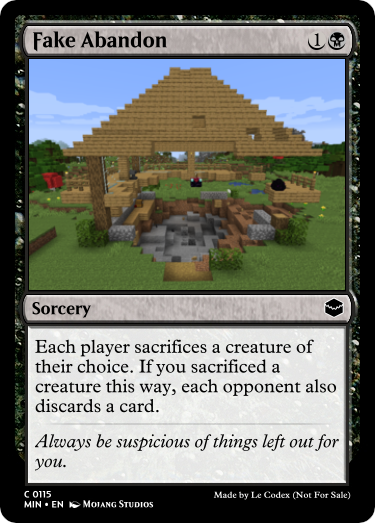 Fake Abandon 1
Sorcery
Each player sacrifices a creature of
their choice. If you sacrificed a
creature this way, each opponent also
discards a card.
Always be suspicious of things left out for
you.
C 0115
MIN • EN Mojang Studios
Made by Le Codex (Not For Sale)